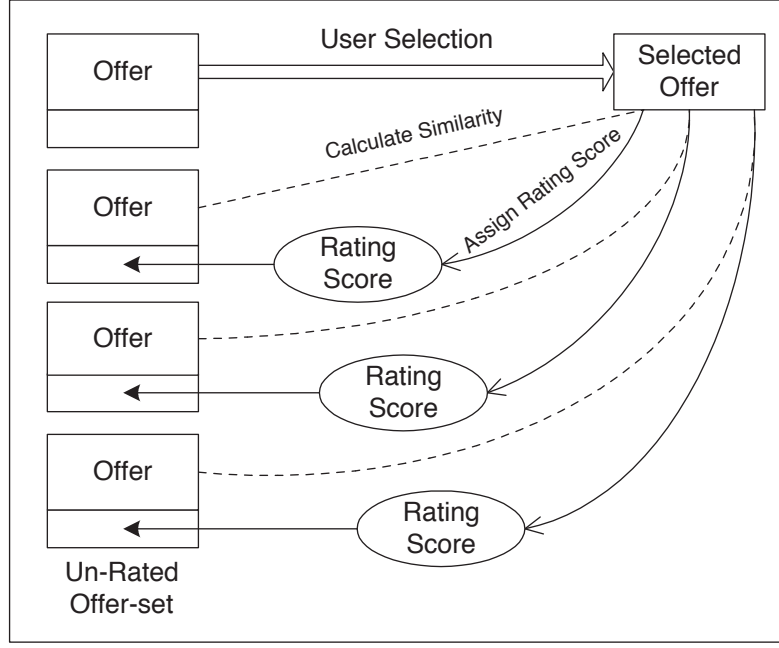 Offer
User Selection
Selected
Offer
Calculate Similarity
Assign Rating Score
Offer
Rating
Score
Offer
Rating
Score
Offer
Rating
Score
Un-Rated
Offer-set